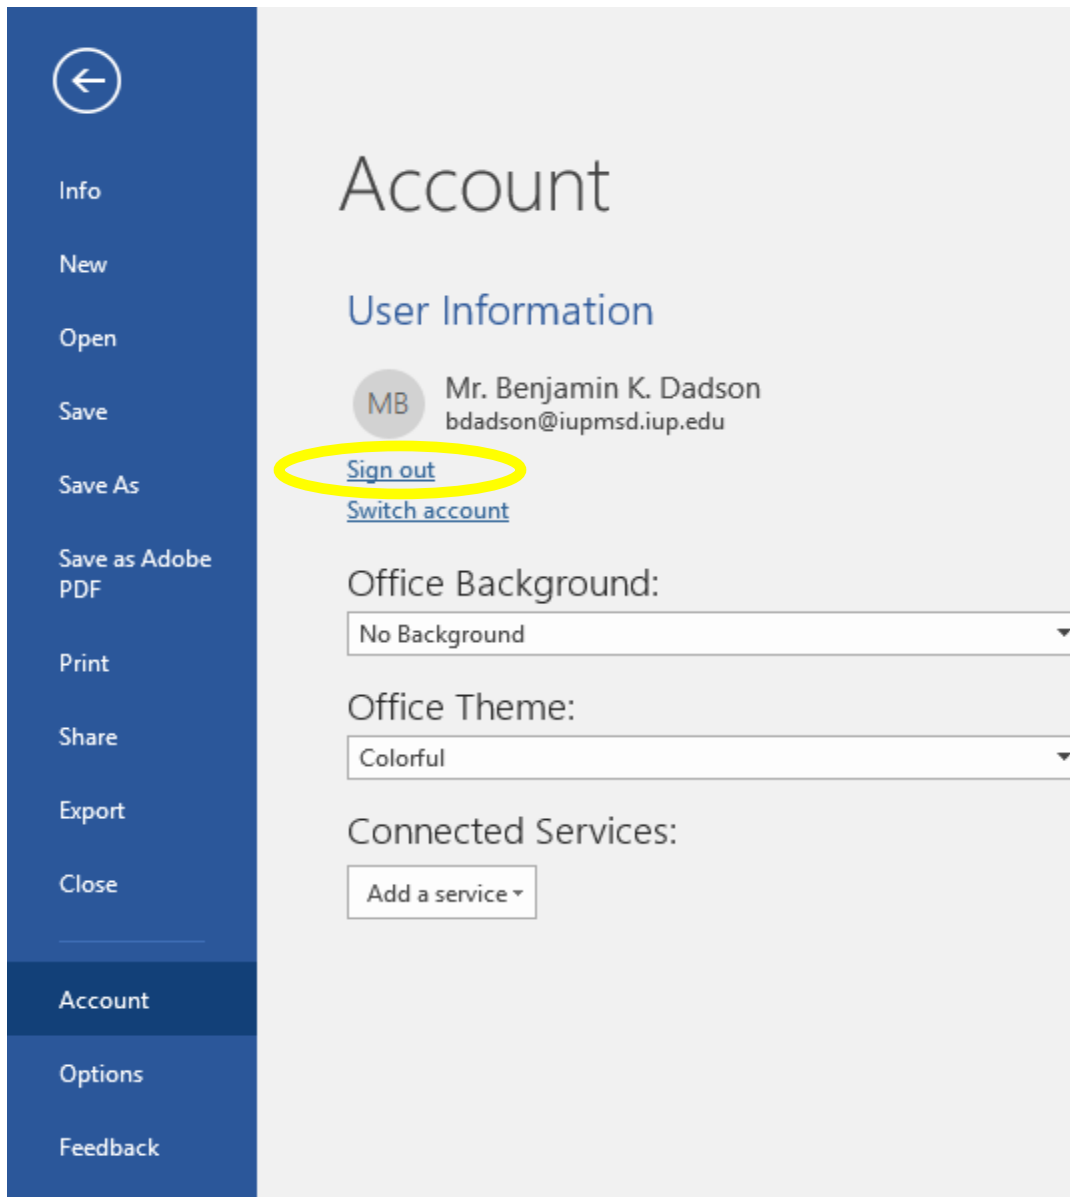 Info
New
Open
Save
Save As
Save as Adobe
PDF
Print
Share
Export
Close
Account
Options
Feedback
Account
User Information
MB
Mr. Benjamin K. Dadson
bdadson@iupmsd.iup.edu
Sign out
Switch account
Office Background:
No Background
Office Theme:
Colorful
Connected Services:
Add a service